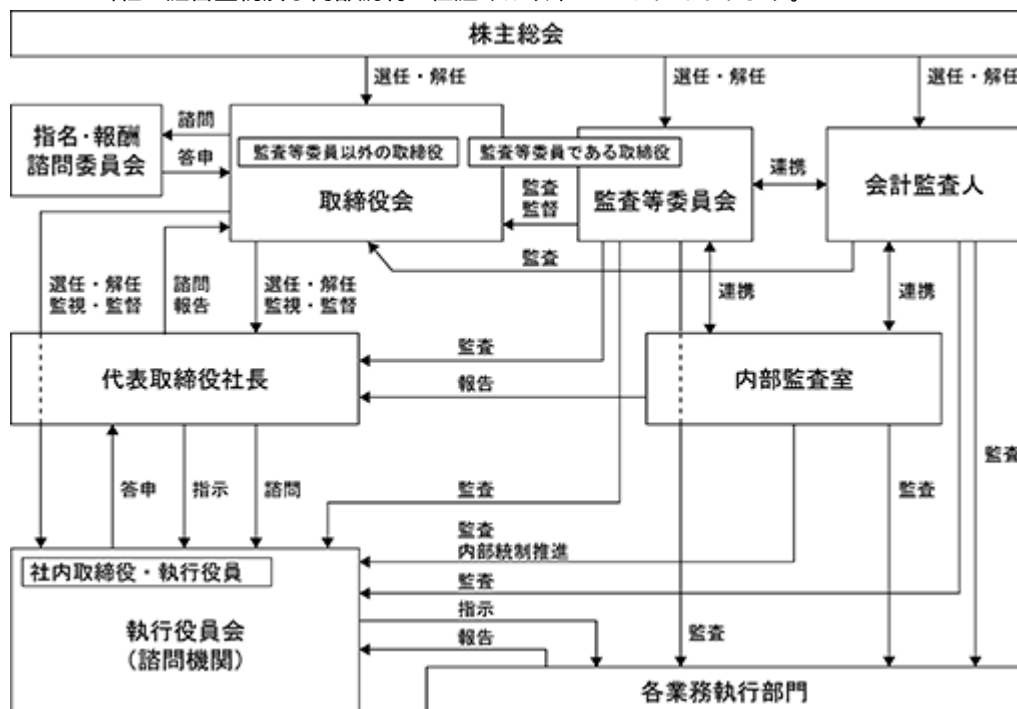 株主総会
選任・解任
選任・解任
選任・解任
指名・報酬
諮問委員会
諮問
答申
監査等委員以外の取締役
監査等委員である取締役
取締役会
監査
監督
監査等委員会
連携
会計監査人
監査
選任・解任
監視・監督
諮問
報告
選任・解任
監視・監督
連携
連携
代表取締役社長
監査
報告
内部監査室
答申
指示
諮問
監査
監査
監査
監査
内部統制推進
社内取締役・執行役員
監査
執行役員会
(諮問機関)
指示
報告
監査
各業務執行部門